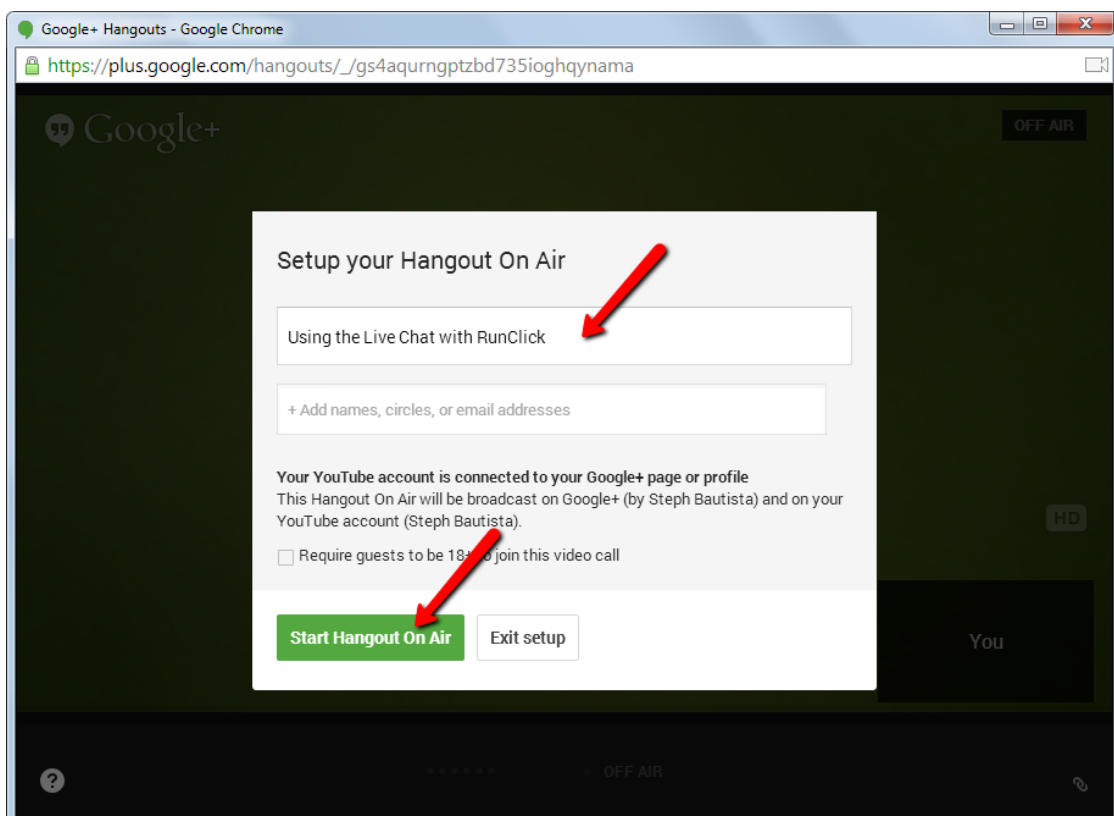 Google+ Hangouts - Google Chrome
https://plus.google.com/hangouts/_/gs4aqurngptzbd735ioghqynama
Google+
OFF AIR
Setup your Hangout On Air
Using the Live Chat with RunClick
+ Add names, circles, or email addresses
Your YouTube account is connected to your Google+ page or profile
This Hangout On Air will be broadcast on Google+ (by Steph Bautista) and on your
YouTube account (Steph Bautista).
HD
Require guests to be 18+ to join this video call
Start Hangout On Air
Exit setup
You
OFF AIR